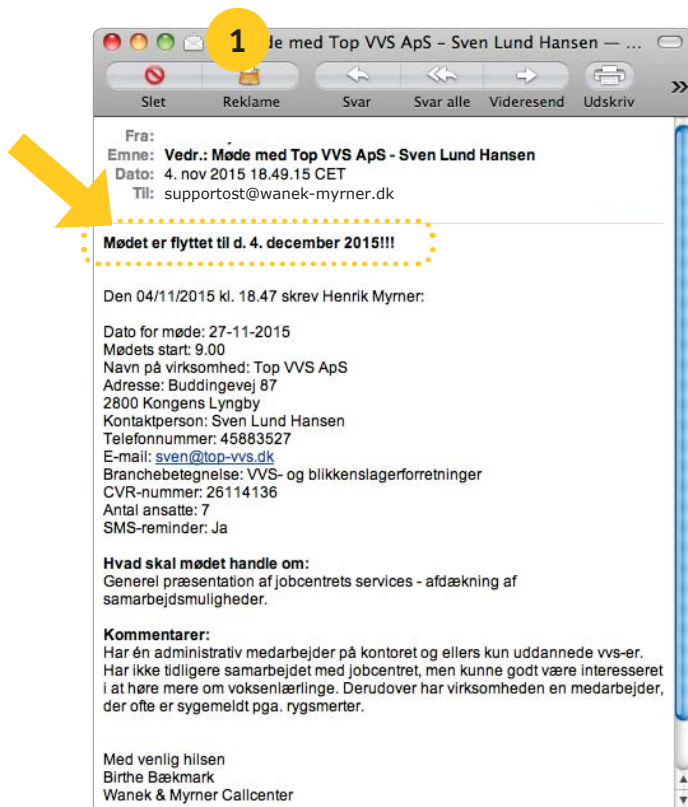 1
de med Top VVS ApS – Sven Lund Hansen — ...
Slet Reklame Svar Svar alle Videresend Udskriv
Fra:
Emne: Vedr.: Møde med Top VVS ApS - Sven Lund Hansen
Dato: 4. nov 2015 18.49.15 CET
Til: supportost@wanek-myrner.dk
Mødet er flyttet til d. 4. december 2015!!!
Den 04/11/2015 kl. 18.47 skrev Henrik Myrner:
Dato for møde: 27-11-2015
Mødets start: 9.00
Navn på virksomhed: Top VVS ApS
Adresse: Buddingevej 87
2800 Kongens Lyngby
Kontaktperson: Sven Lund Hansen
Telefonnummer: 45883527
E-mail: sven@top-vvs.dk
Branchebetegnelse: VVS- og blikkenslagerforretninger
CVR-nummer: 26114136
Antal ansatte: 7
SMS-reminder: Ja
Hvad skal mødet handle om:
Generel præsentation af jobcentrets services - afdækning af
samarbejdsmuligheder.
Kommentarer:
Har én administrativ medarbejder på kontoret og ellers kun uddannede vvs-er.
Har ikke tidligere samarbejdet med jobcentret, men kunne godt være interesseret
i at høre mere om voksenlærlinge. Derudover har virksomheden en medarbejder,
der ofte er sygemeldt pga. rygsmerter.
Med venlig hilsen
Birthe Bækmark
Wanek & Myrner Callcenter